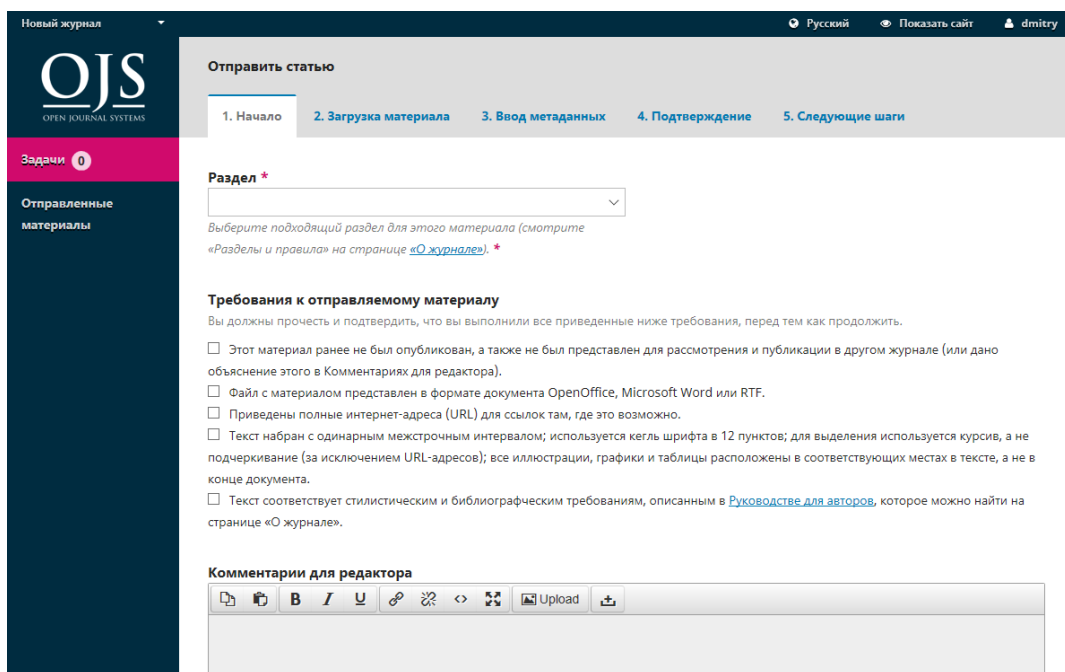 Новый журнал
Русский
Показать сайт
dmitry
OJS
OPEN JOURNAL SYSTEMS
Отправить статью
1. Начало
2. Загрузка материала
3. Ввод метаданных
4. Подтверждение
5. Следующие шаги
Задачи 0
Отправленные
материалы
Раздел *
Выберите подходящий раздел для этого материала (смотрите
«Разделы и правила» на странице «О журнале»). *
Требования к отправляемому материалу
Вы должны прочесть и подтвердить, что вы выполнили все приведенные ниже требования, перед тем как продолжить.
Этот материал ранее не был опубликован, а также не был представлен для рассмотрения и публикации в другом журнале (или дано
объяснение этого в Комментариях для редактора).
Файл с материалом представлен в формате документа OpenOffice, Microsoft Word или RTF.
Приведены полные интернет-адреса (URL) для ссылок там, где это возможно.
Текст набран с одинарным межстрочным интервалом; используется кегль шрифта в 12 пунктов; для выделения используется курсив, а не
подчеркивание (за исключением URL-адресов); все иллюстрации, графики и таблицы расположены в соответствующих местах в тексте, а не в
конце документа.
Текст соответствует стилистическим и библиографческим требованиям, описанным в Руководстве для авторов, которое можно найти на
странице «О журнале».
Комментарии для редактора
B I U Upload